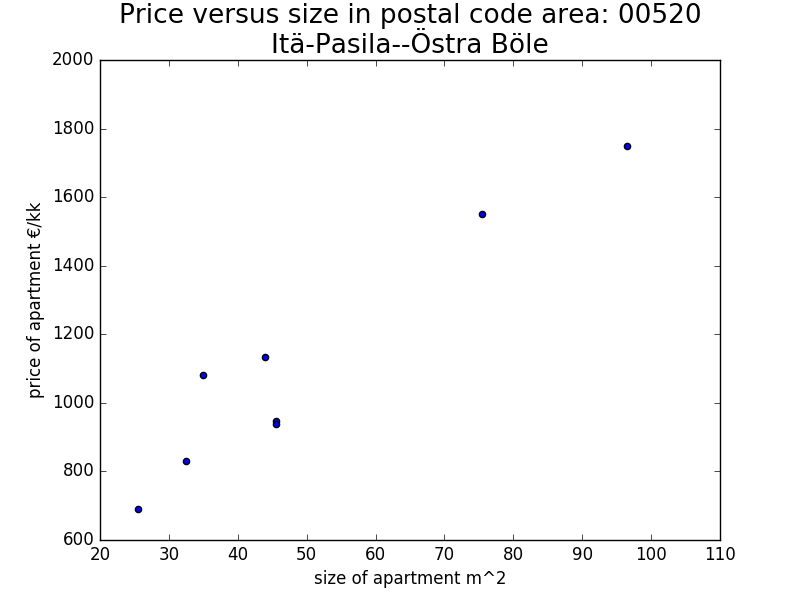 Price versus size in postal code area: 00520
Itä-Pasila--Östra Böle
2000
1800
1600
1400
1200
1000
800
600
price of apartment €/kk
20 30 40 50 60 70 80 90 100 110
size of apartment m^2